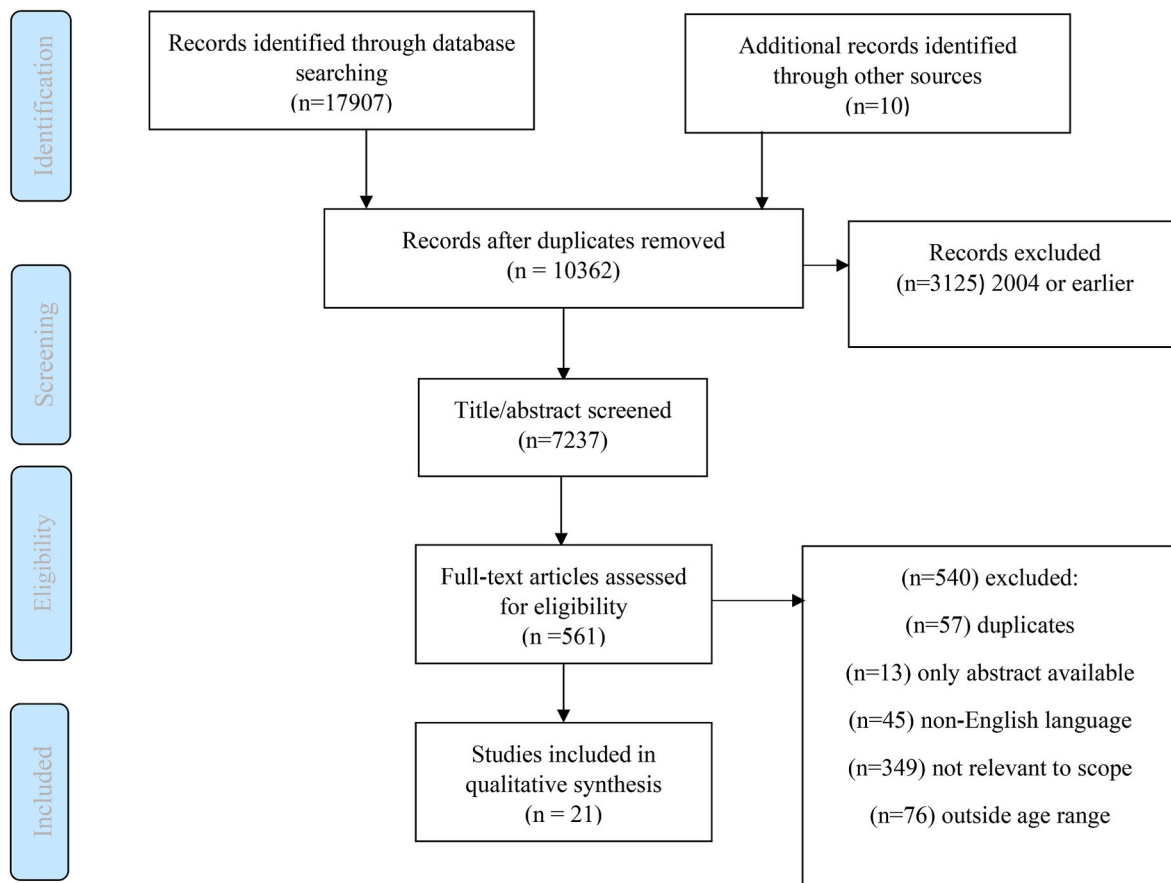 Identification
Records identified through database
searching
(n=17907)
Additional records identified
through other sources
(n=10)
Records after duplicates removed
(n = 10362)
Records excluded
(n=3125) 2004 or earlier
Screening
Title/abstract screened
(n=7237)
Eligibility
Full-text articles assessed
for eligibility
(n =561)
(n=540) excluded:
(n=57) duplicates
(n=13) only abstract available
(n=45) non-English language
(n=349) not relevant to scope
(n=76) outside age range
Included
Studies included in
qualitative synthesis
(n = 21)